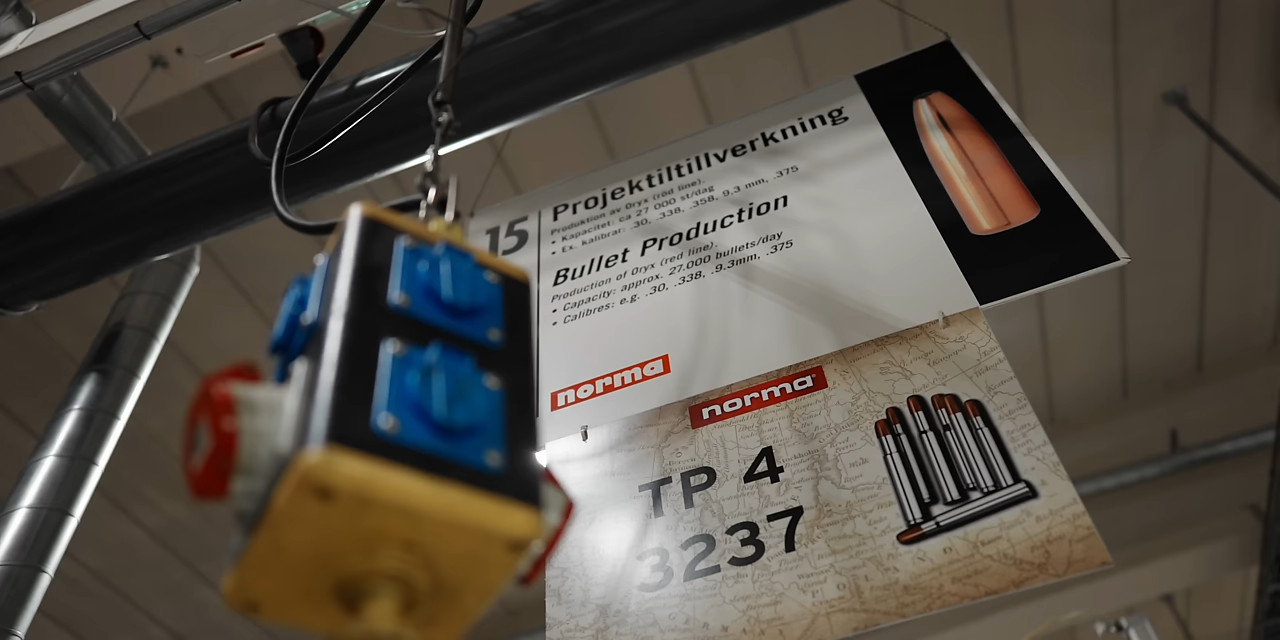 15
Projektiltillverkning
Produktion av Oryx (röd line).
• Kapacitet: ca 27 000 st/dag
• Ex. kalibrar: .30, .338, .358, 9,3 mm, .375
Bullet Production
Production of Oryx (red line).
• Capacity: approx. 27.000 bullets/day
• Calibres: e.g. .30, .338, .9.3mm, .375
norma
norma
TP 4
3237